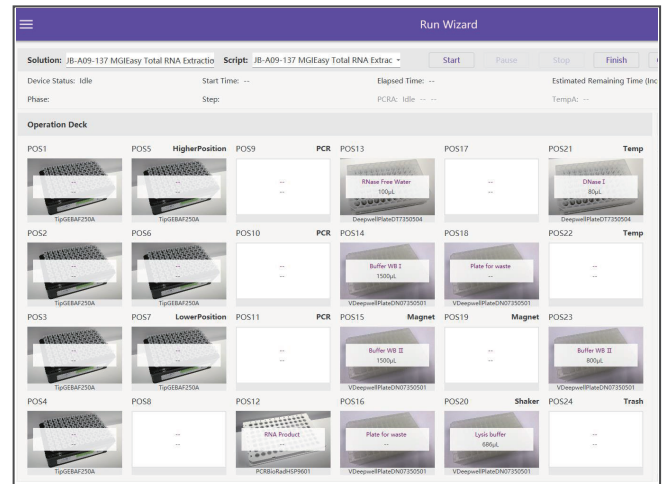 Run Wizard
Solution: JB-A09-137 MGIEasy Total RNA Extractio Script: JB-A09-137 MGIEasy Total RNA Extrac Start Pause Stop Finish
Device Status: Idle Start Time: -- Elapsed Time: -- Estimated Remaining Time (Inc
Phase: Step: PCRA: Idle -- -- TempA: --
Operation Deck
POS1 POS5 HigherPosition POS9 PCR POS13 POS17 POS21 Temp
-- -- -- RNase Free Water -- DNase I
-- -- -- 100μL -- 80μL
TipGEBAF250A TipGEBAF250A DeepwellPlateDT7350504 DeepwellPlateDT7350504
POS2 POS6 POS10 PCR POS14 POS18 POS22 Temp
-- -- -- Buffer WB I Plate for waste --
-- -- -- 1500μL -- --
TipGEBAF250A TipGEBAF250A VDeepwellPlateDN07350501 VDeepwellPlateDN07350501
POS3 POS7 LowerPosition POS11 PCR POS15 Magnet POS19 Magnet POS23
-- -- -- Buffer WB II -- Buffer WB II
-- -- -- 1500μL -- 800μL
TipGEBAF250A TipGEBAF250A VDeepwellPlateDN07350501 VDeepwellPlateDN07350501
POS4 POS8 POS12 POS16 POS20 Shaker POS24 Trash
-- -- RNA Product Plate for waste Lysis buffer --
-- -- -- -- 686μL --
TipGEBAF250A PCRBioRadHSP9601 VDeepwellPlateDN07350501 VDeepwellPlateDN07350501